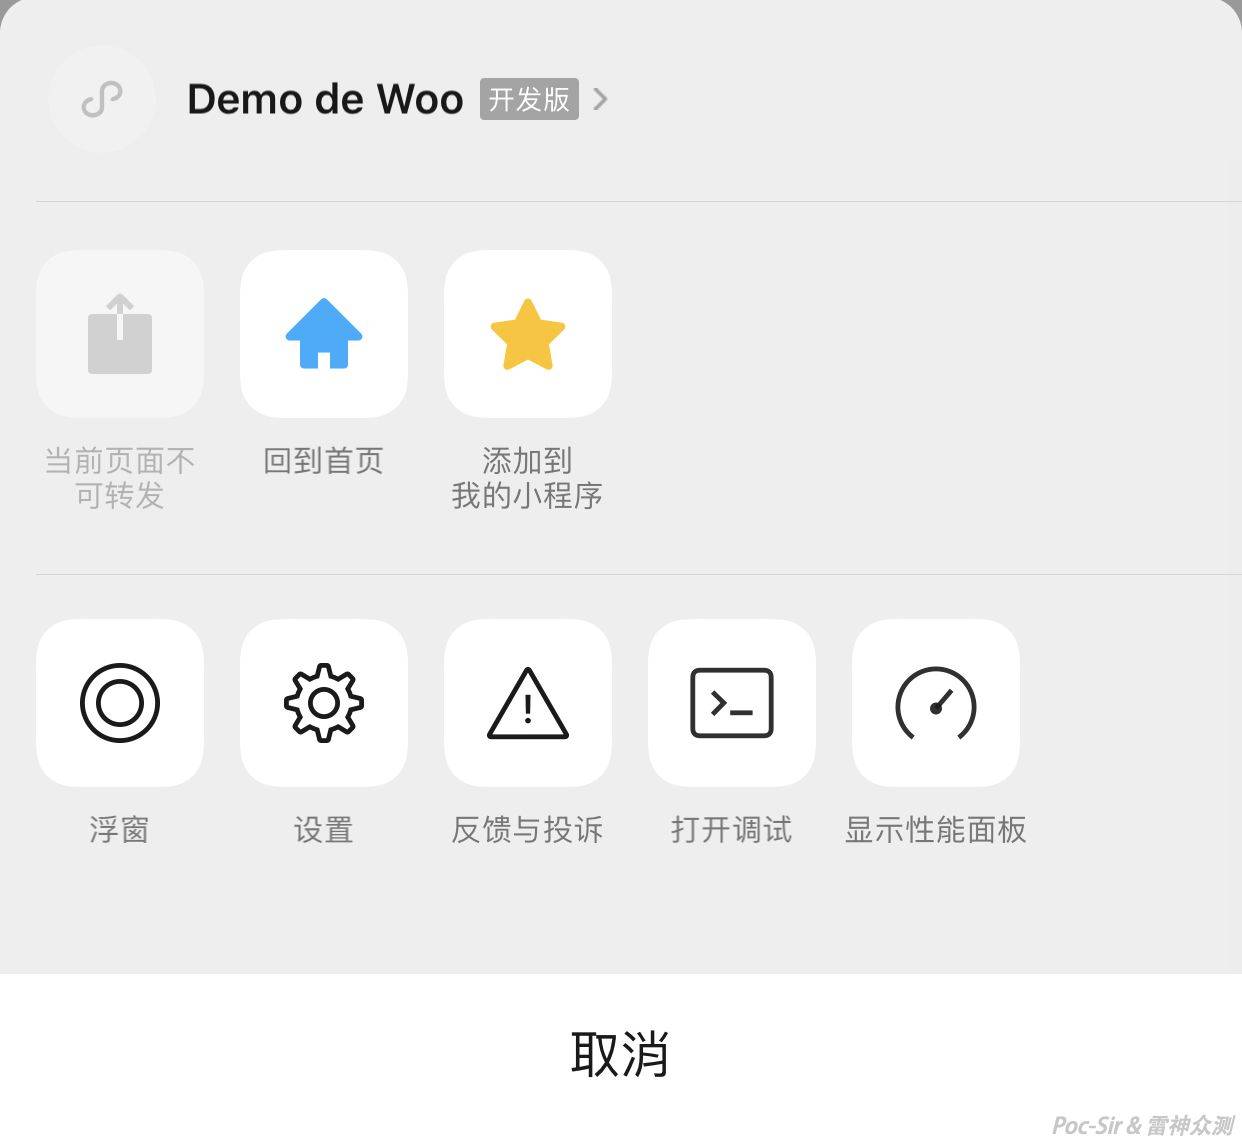 Demo de Woo 开发版
当前页面不
可转发
回到首页
添加到
我的小程序
浮窗
设置
反馈与投诉
打开调试
显示性能面板
取消
Poc-Sir & 雷神众测